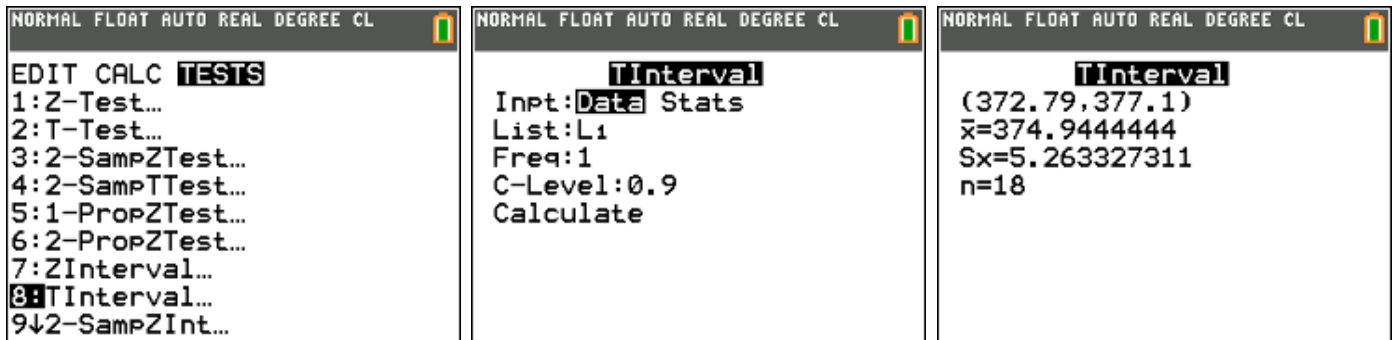 NORMAL FLOAT AUTO REAL DEGREE CL
EDIT CALC TESTS
1:Z-Test…
2:T-Test…
3:2-SampZTest…
4:2-SampTTest…
5:1-PropZTest…
6:2-PropZTest…
7:ZInterval…
8:TInterval…
9↓2-SampZInt…
NORMAL FLOAT AUTO REAL DEGREE CL
TInterval
Inpt:Data Stats
List:L₁
Freq:1
C-Level:0.9
Calculate
NORMAL FLOAT AUTO REAL DEGREE CL
TInterval
(372.79,377.1)
x̄=374.9444444
Sx=5.263327311
n=18